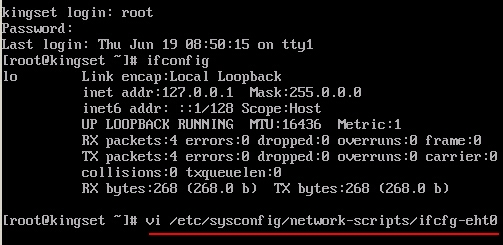 kingset login: root
Password:
Last login: Thu Jun 19 08:50:15 on tty1
[root@kingset ~]# ifconfig
lo        Link encap:Local Loopback
          inet addr:127.0.0.1  Mask:255.0.0.0
          inet6 addr: ::1/128 Scope:Host
          UP LOOPBACK RUNNING  MTU:16436  Metric:1
          RX packets:4 errors:0 dropped:0 overruns:0 frame:0
          TX packets:4 errors:0 dropped:0 overruns:0 carrier:0
          collisions:0 txqueuelen:0
          RX bytes:268 (268.0 b)  TX bytes:268 (268.0 b)
[root@kingset ~]# vi /etc/sysconfig/network-scripts/ifcfg-eht0